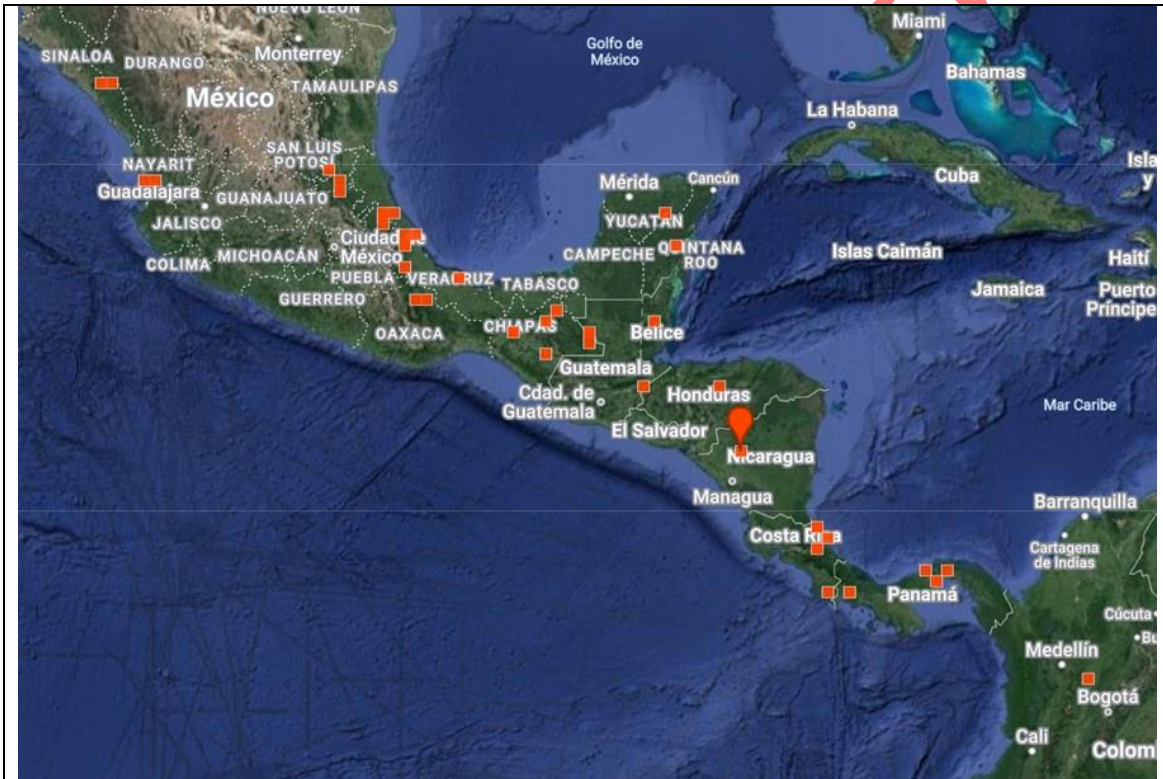 NUEVO LEÓN
Miami
SINALOA
DURANGO
Monterrey
Golfo de
México
Bahamas
México
TAMAULIPAS
La Habana
SAN LUIS
POTOSÍ
NAYARIT
Guadalajara
GUANAJUATO
Mérida
Cancún
Cuba
Isla
y
JALISCO
YUCATÁN
COLIMA
MICHOACÁN
Ciudad de
México
CAMPECHE
QUINTANA
ROO
Islas Caimán
Haití
PUEBLA
VERACRUZ
TABASCO
Jamaica
Puerto
Príncipe
GUERRERO
OAXACA
CHIAPAS
Belice
Guatemala
Cdad. de
Guatemala
Honduras
Mar Caribe
El Salvador
Nicaragua
Managua
Barranquilla
Costa Rica
Cartagena
de Indias
Panamá
Cúcuta
Bu
Medellín
Bogotá
Cali
Colom